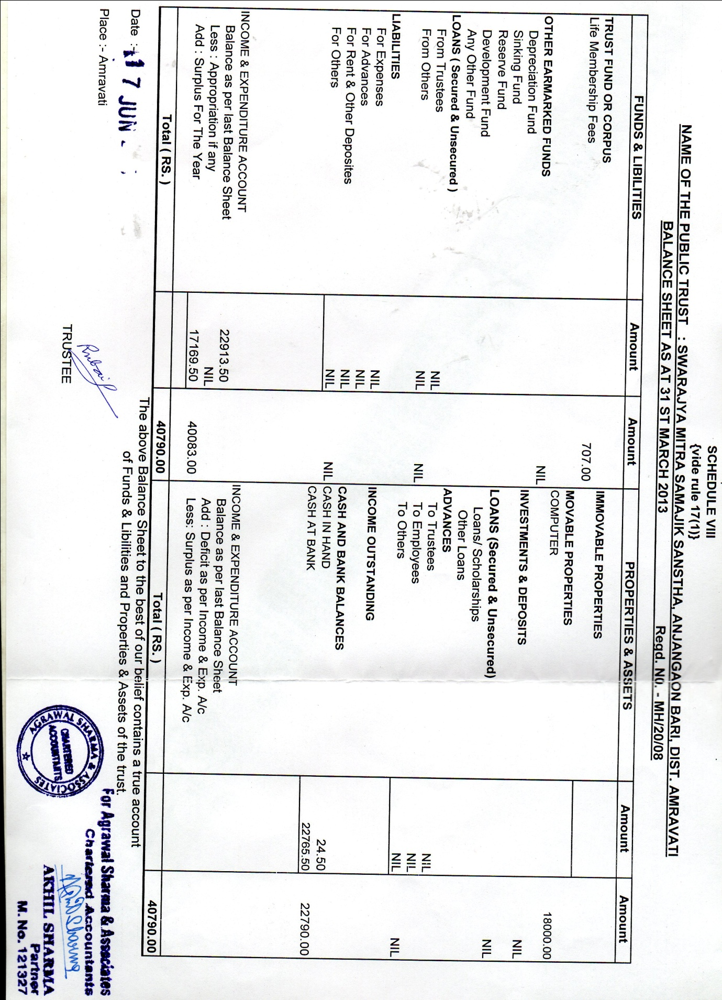 SCHEDULE VIII
{vide rule 17(1)}
NAME OF THE PUBLIC TRUST : SWARAJYA MITRA SAMAJIK SANSTHA, ANJANGAON BARI, DIST. AMRAVATI
BALANCE SHEET AS AT 31 ST MARCH 2013 Regd. N0. - MH/20/08
FUNDS & LIBILITIES Amount Amount PROPERTIES & ASSETS Amount Amount
TRUST FUND OR CORPUS IMMOVABLE PROPERTIES
Life Membership Fees 707.00
MOVABLE PROPERTIES
OTHER EARMARKED FUNDS NIL COMPUTER 18000.00
Depreciation Fund
Sinking Fund INVESTMENTS & DEPOSITS NIL
Reserve Fund
Development Fund LOANS (Secured & Unsecured) NIL
Any Other Fund Loans/ Scholarships
LOANS ( Secured & Unsecured ) Other Loans
From Trustees NIL ADVANCES
From Others NIL NIL To Trustees NIL
To Employees NIL
LIABILITIES To Others NIL NIL
For Expenses NIL
For Advances NIL INCOME OUTSTANDING
For Rent & Other Deposites NIL
For Others NIL NIL CASH AND BANK BALANCES
CASH IN HAND 24.50
CASH AT BANK 22765.50 22790.00
INCOME & EXPENDITURE ACCOUNT INCOME & EXPENDITURE ACCOUNT
Balance as per last Balance Sheet 22913.50 Balance as per last Balance Sheet
Less : Appropriation if any NIL Add : Deficit as per Income & Exp. A/c
Add : Surplus For The Year 17169.50 40083.00 Less: Surplus as per Income & Exp. A/c
Total ( RS. ) 40790.00 Total ( RS. ) 40790.00
The above Balance Sheet to the best of our belief contains a true account
of Funds & Libilities and Properties & Assets of the trust.
Date :- 17 JUN.
Place :- Amravati
TRUSTEE
AGRAWAL SHARMA & ASSOCIATES
CHARTERED
ACCOUNTANTS
For Agrawal Sharma & Associates
Chartered Accountants
AKHIL SHARMA
Partner
M. No. 121327